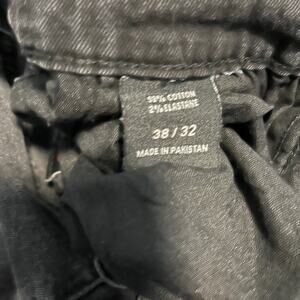 98% COTTON
2% ELASTANE
38 / 32
MADE IN PAKISTAN